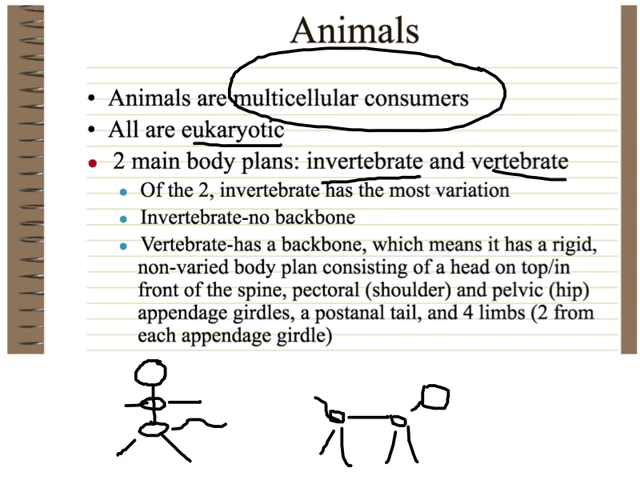 Animals
• Animals are multicellular consumers
• All are eukaryotic
• 2 main body plans: invertebrate and vertebrate
• Of the 2, invertebrate has the most variation
• Invertebrate-no backbone
• Vertebrate-has a backbone, which means it has a rigid,
non-varied body plan consisting of a head on top/in
front of the spine, pectoral (shoulder) and pelvic (hip)
appendage girdles, a postanal tail, and 4 limbs (2 from
each appendage girdle)